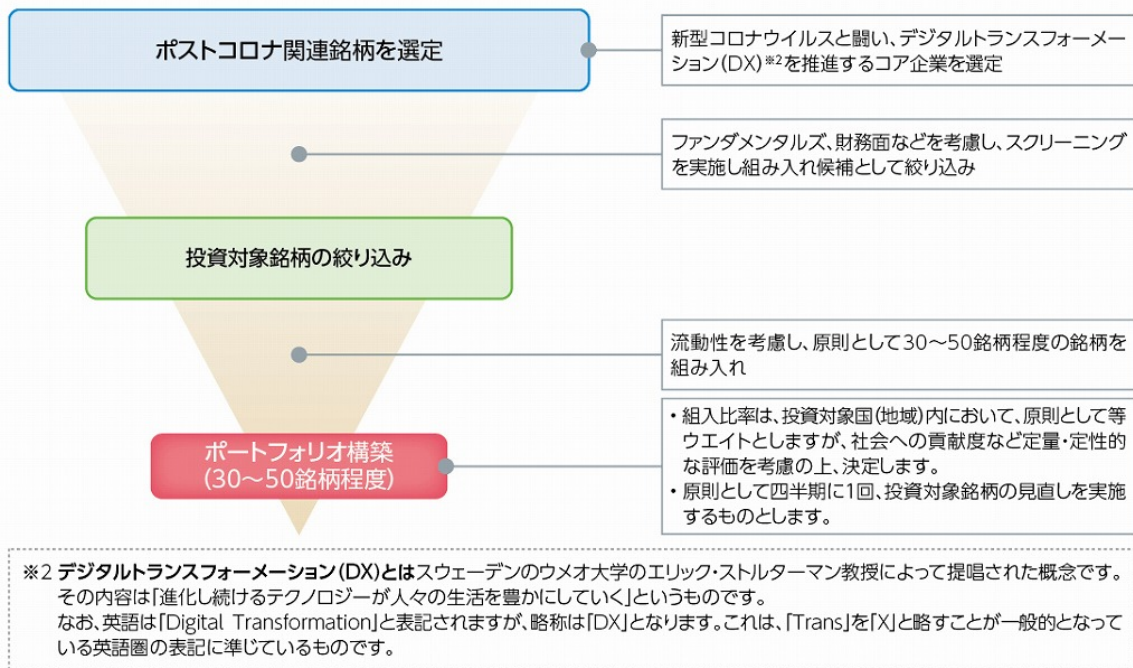 ポストコロナ関連銘柄を選定
新型コロナウイルスと闘い、デジタルトランスフォーメー
ション(DX)※2を推進するコア企業を選定
ファンダメンタルズ、財務面などを考慮し、スクリーニング
を実施し組み入れ候補として絞り込み
投資対象銘柄の絞り込み
流動性を考慮し、原則として30～50銘柄程度の銘柄を
組み入れ
ポートフォリオ構築
(30～50銘柄程度)
・組入比率は、投資対象国(地域)内において、原則として等
ウエイトとしますが、社会への貢献度など定量・定性的
な評価を考慮の上、決定します。
・原則として四半期に1回、投資対象銘柄の見直しを実施
するものとします。
※2 デジタルトランスフォーメーション(DX)とはスウェーデンのウメオ大学のエリック・ストルターマン教授によって提唱された概念です。
その内容は「進化し続けるテクノロジーが人々の生活を豊かにしていく」というものです。
なお、英語は「Digital Transformation」と表記されますが、略称は「DX」となります。これは、「Trans」を「X」と略すことが一般的となって
いる英語圏の表記に準じているものです。